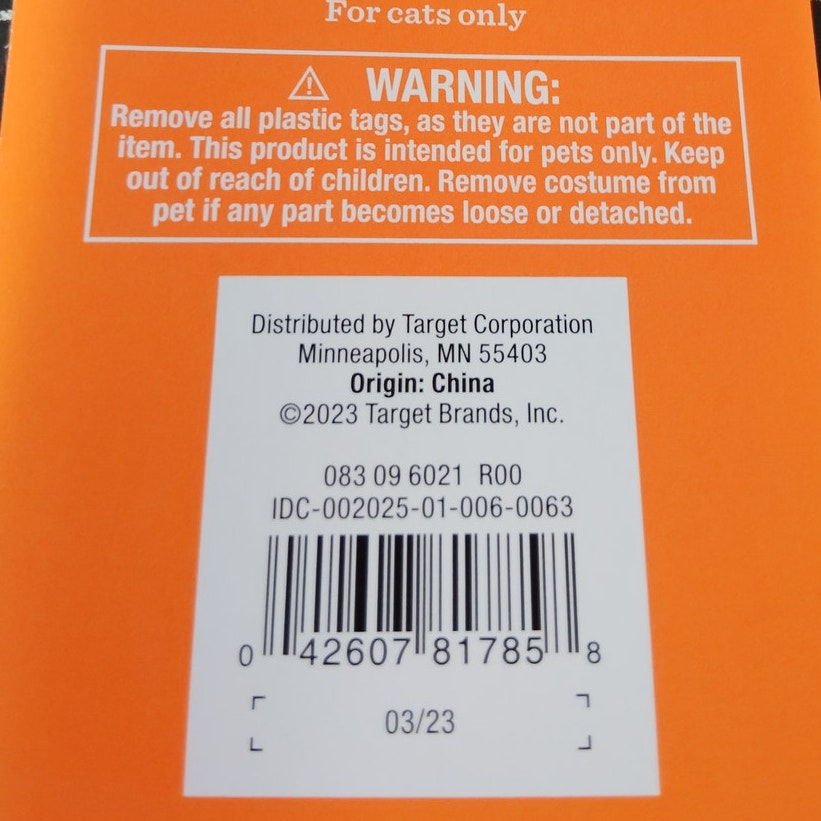 For cats only
⚠ WARNING:
Remove all plastic tags, as they are not part of the
item. This product is intended for pets only. Keep
out of reach of children. Remove costume from
pet if any part becomes loose or detached.
Distributed by Target Corporation
Minneapolis, MN 55403
Origin: China
©2023 Target Brands, Inc.
083 09 6021 R00
IDC-002025-01-006-0063
0 42607 81785 8
03/23